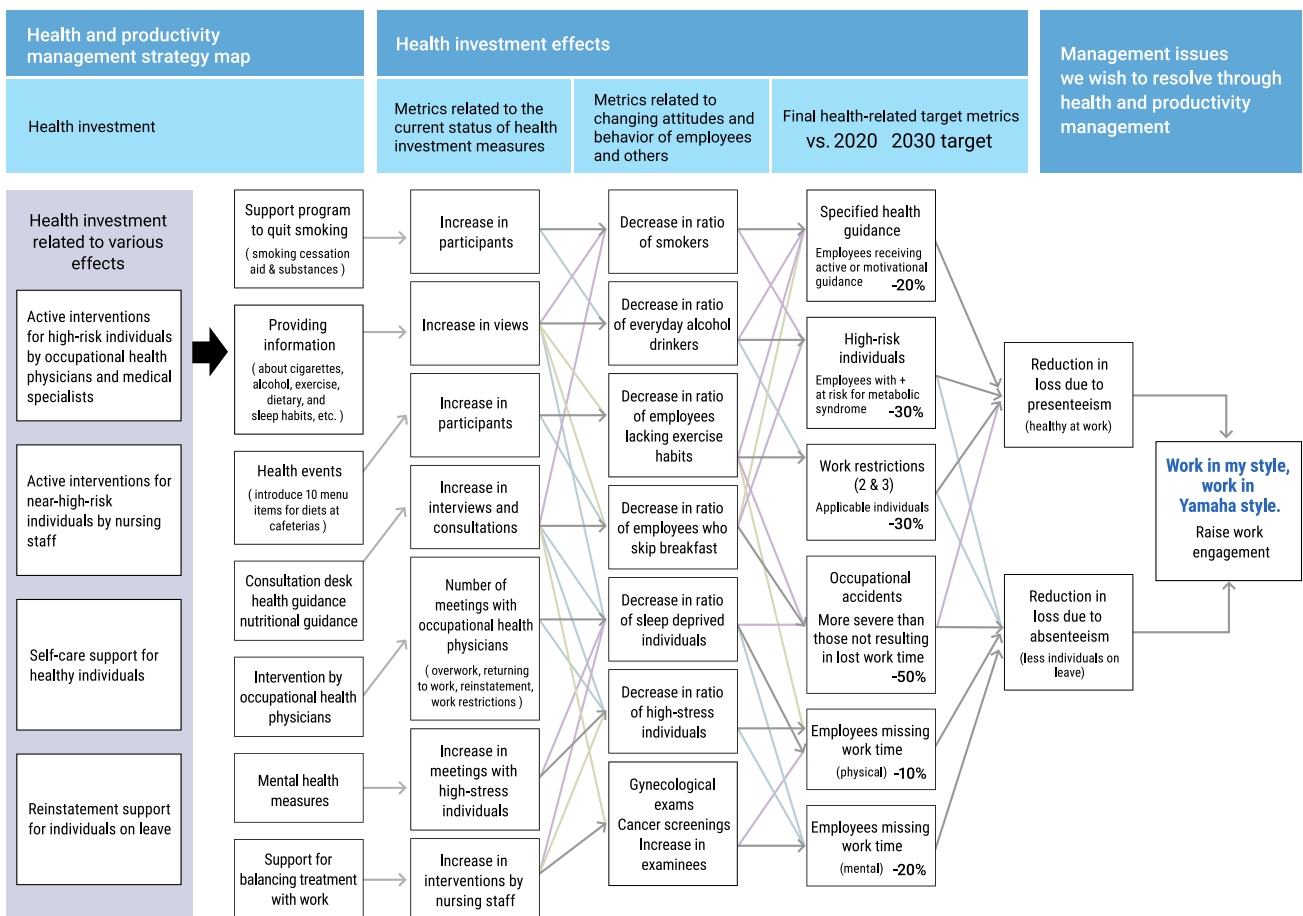 Health and productivity
management strategy map
Health investment effects
Management issues
we wish to resolve through
health and productivity
management
Health investment
Metrics related to the
current status of health
investment measures
Metrics related to
changing attitudes and
behavior of employees
and others
Final health-related target metrics
vs. 2020 2030 target
Health investment
related to various
effects
Active interventions
for high-risk individuals
by occupational health
physicians and medical
specialists
Active interventions for
near-high-risk
individuals by nursing
staff
Self-care support for
healthy individuals
Reinstatement support
for individuals on leave
Support program
to quit smoking
( smoking cessation
aid & substances )
Providing
information
( about cigarettes,
alcohol, exercise,
dietary, and
sleep habits, etc. )
Health events
( introduce 10 menu
items for diets at
cafeterias )
Consultation desk
health guidance
nutritional guidance
Intervention by
occupational health
physicians
Mental health
measures
Support for
balancing treatment
with work
Increase in
participants
Increase in views
Increase in
participants
Increase in
interviews and
consultations
Number of
meetings with
occupational health
physicians
( overwork, returning
to work, reinstatement,
work restrictions )
Increase in
meetings with
high-stress
individuals
Increase in
interventions by
nursing staff
Decrease in ratio
of smokers
Decrease in ratio
of everyday alcohol
drinkers
Decrease in ratio
of employees
lacking exercise
habits
Decrease in ratio
of employees who
skip breakfast
Decrease in ratio
of sleep deprived
individuals
Decrease in ratio
of high-stress
individuals
Gynecological
exams
Cancer screenings
Increase in
examinees
Specified health
guidance
Employees receiving
active or motivational
guidance -20%
High-risk
individuals
Employees with +
at risk for metabolic
syndrome
-30%
Work restrictions
(2 & 3)
Applicable individuals
-30%
Occupational
accidents
More severe than
those not resulting
in lost work time
-50%
Employees missing
work time
(physical) -10%
Employees missing
work time
(mental) -20%
Reduction in
loss due to
presenteeism
(healthy at work)
Reduction in
loss due to
absenteeism
(less individuals on
leave)
Work in my style,
work in
Yamaha style.
Raise work
engagement